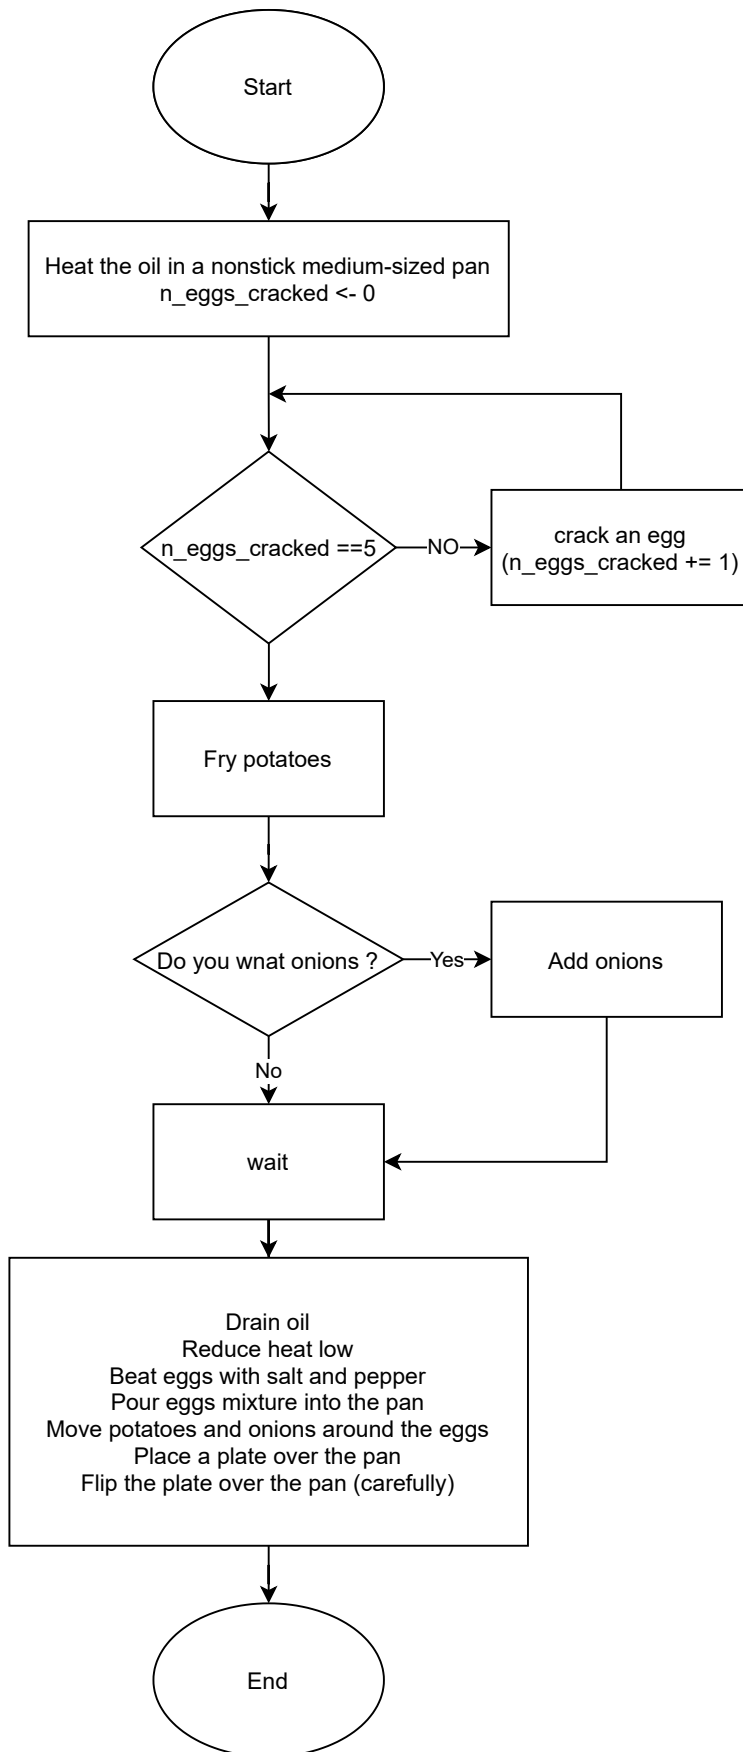 Start
Heat the oil in a nonstick medium-sized pan
n_eggs_cracked <- 0
n_eggs_cracked ==5
NO
crack an egg
(n_eggs_cracked += 1)
Fry potatoes
Do you wnat onions ?
Yes
Add onions
No
wait
Drain oil
Reduce heat low
Beat eggs with salt and pepper
Pour eggs mixture into the pan
Move potatoes and onions around the eggs
Place a plate over the pan
Flip the plate over the pan (carefully)
End